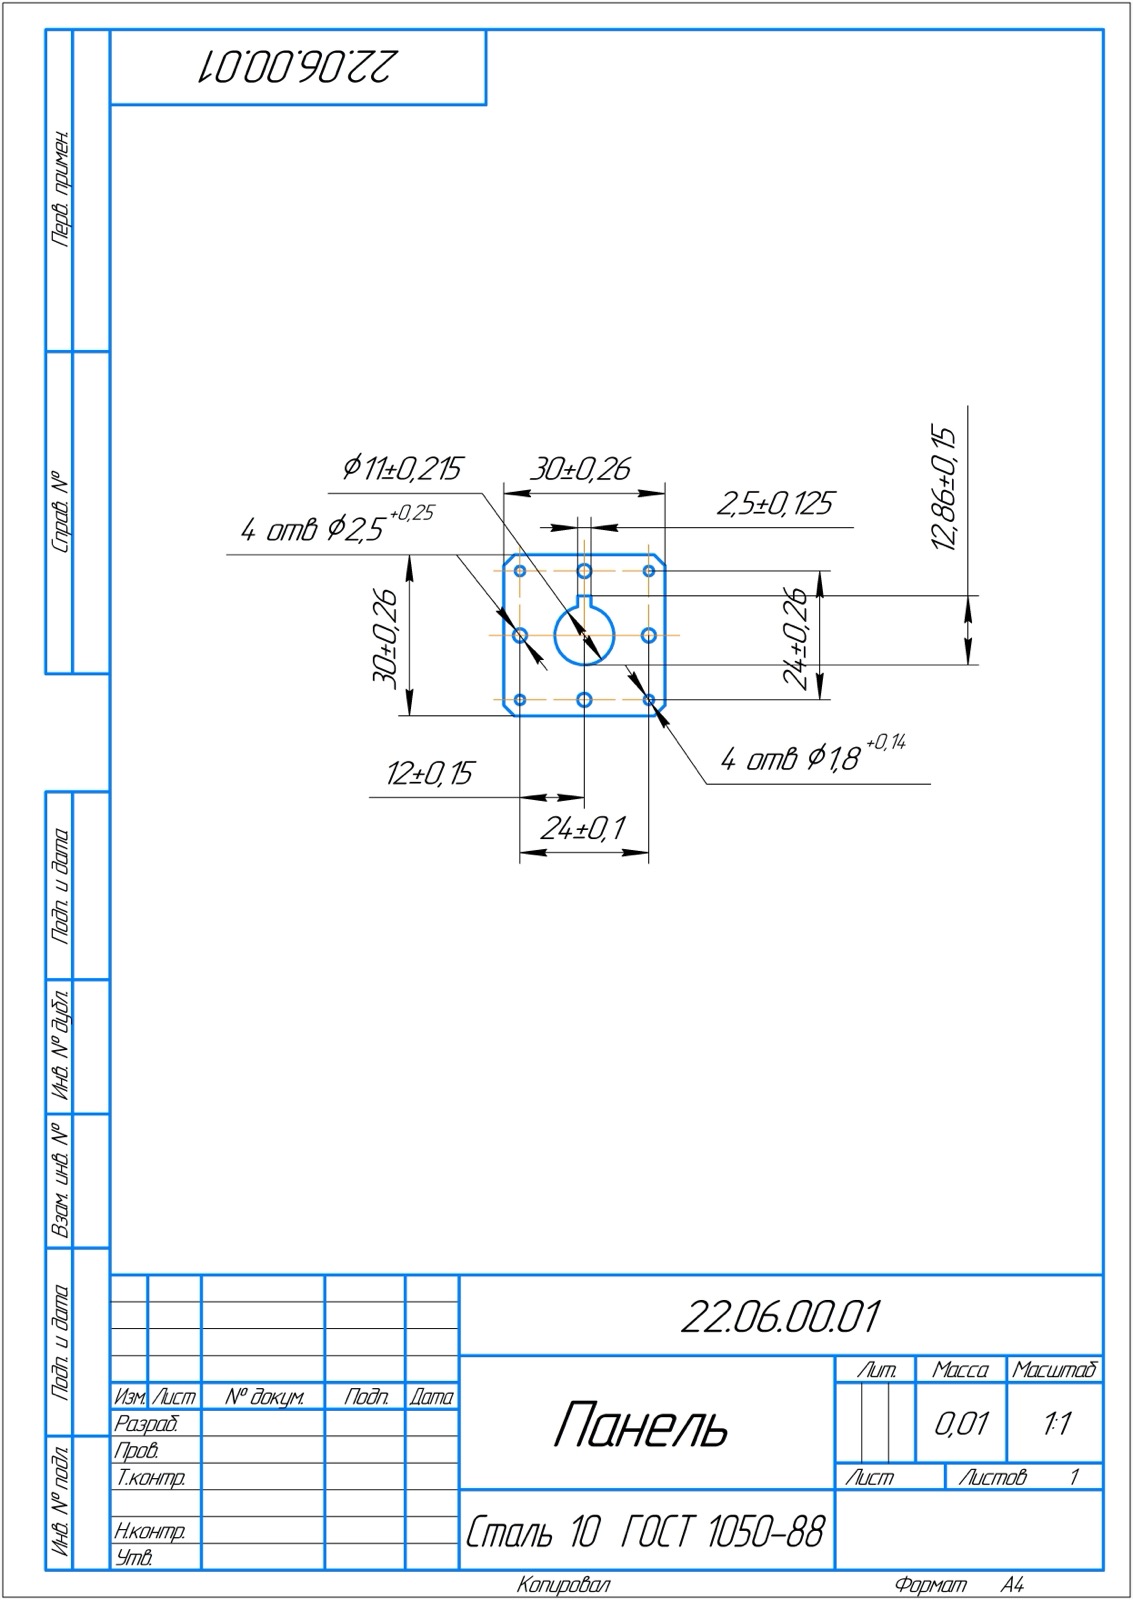 22.06.00.01
Перв. примен.
Справ. №
Подп. и дата
Инв. № дубл.
Взам. инв. №
Подп. и дата
Инв. № подл.
Ø11±0,215
30±0,26
2,5±0,125
12,86±0,15
4 отв Ø2,5 +0,25
30±0,26
24±0,26
4 отв Ø1,8 +0,14
12±0,15
24±0,1
22.06.00.01
Лит. Масса Масштаб
Изм. Лист № докум. Подп. Дата
Разраб.
Пров.
Т.контр.
Н.контр.
Утв.
Панель
0,01 1:1
Лист Листов 1
Сталь 10 ГОСТ 1050-88
Копировал Формат А4